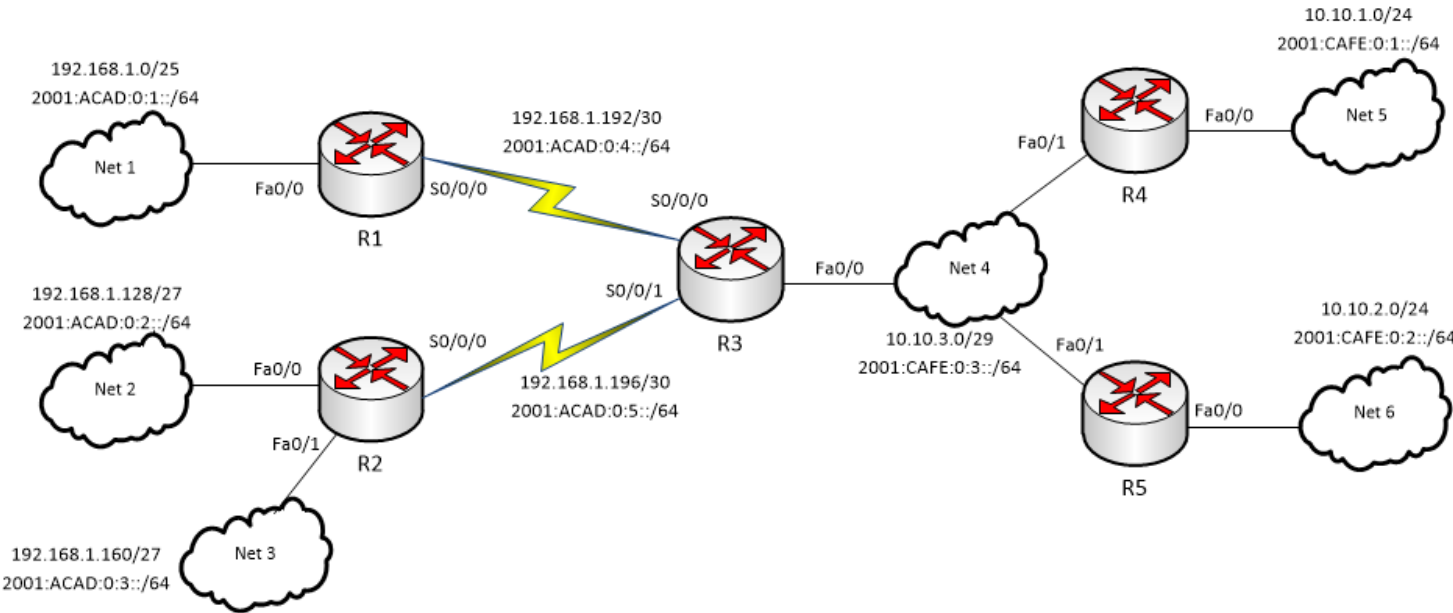 10.10.1.0/24
2001:CAFE:0:1::/64
192.168.1.0/25
2001:ACAD:0:1::/64
Net 1
Fa0/0
S0/0/0
R1
192.168.1.192/30
2001:ACAD:0:4::/64
S0/0/0
Fa0/1
Fa0/0
Net 5
R4
192.168.1.128/27
2001:ACAD:0:2::/64
Net 2
Fa0/0
S0/0/0
Fa0/1
R2
S0/0/1
R3
Fa0/0
Net 4
192.168.1.196/30
2001:ACAD:0:5::/64
10.10.3.0/29
2001:CAFE:0:3::/64
Fa0/1
10.10.2.0/24
2001:CAFE:0:2::/64
Fa0/0
Net 6
R5
192.168.1.160/27
2001:ACAD:0:3::/64
Net 3